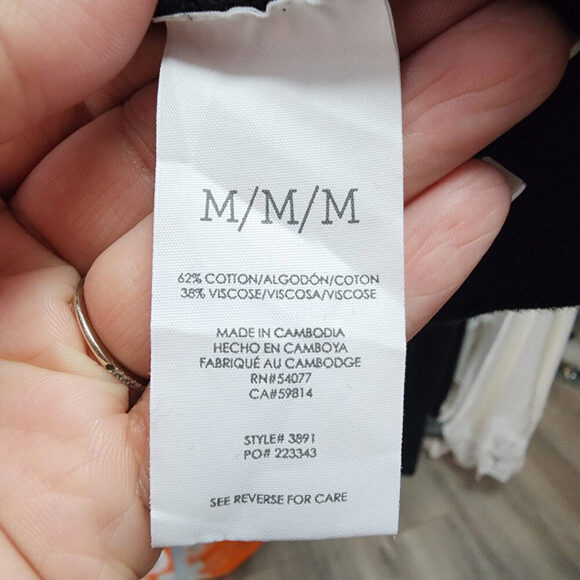 M/M/M
62% COTTON/ALGODÓN/COTON
38% VISCOSE/VISCOSA/VISCOSE
MADE IN CAMBODIA
HECHO EN CAMBOYA
FABRIQUÉ AU CAMBODGE
RN#54077
CA#59814
STYLE# 3891
PO# 223343
SEE REVERSE FOR CARE